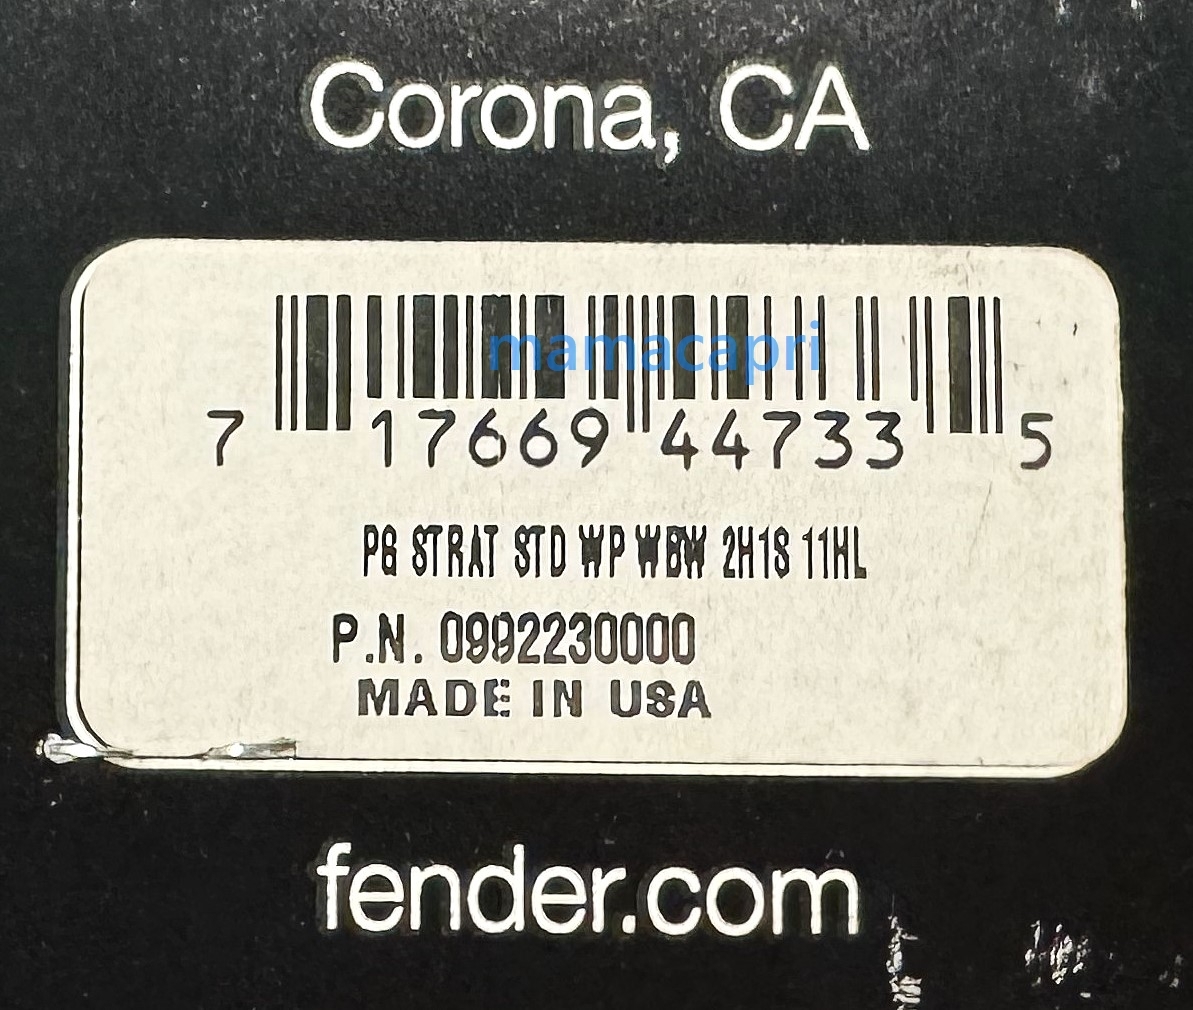 Corona, CA
mamacapri
7 17669 44733 5
PG STRAT STD WP WBW 2H1S 11HL
P.N. 0992230000
MADE IN USA
fender.com